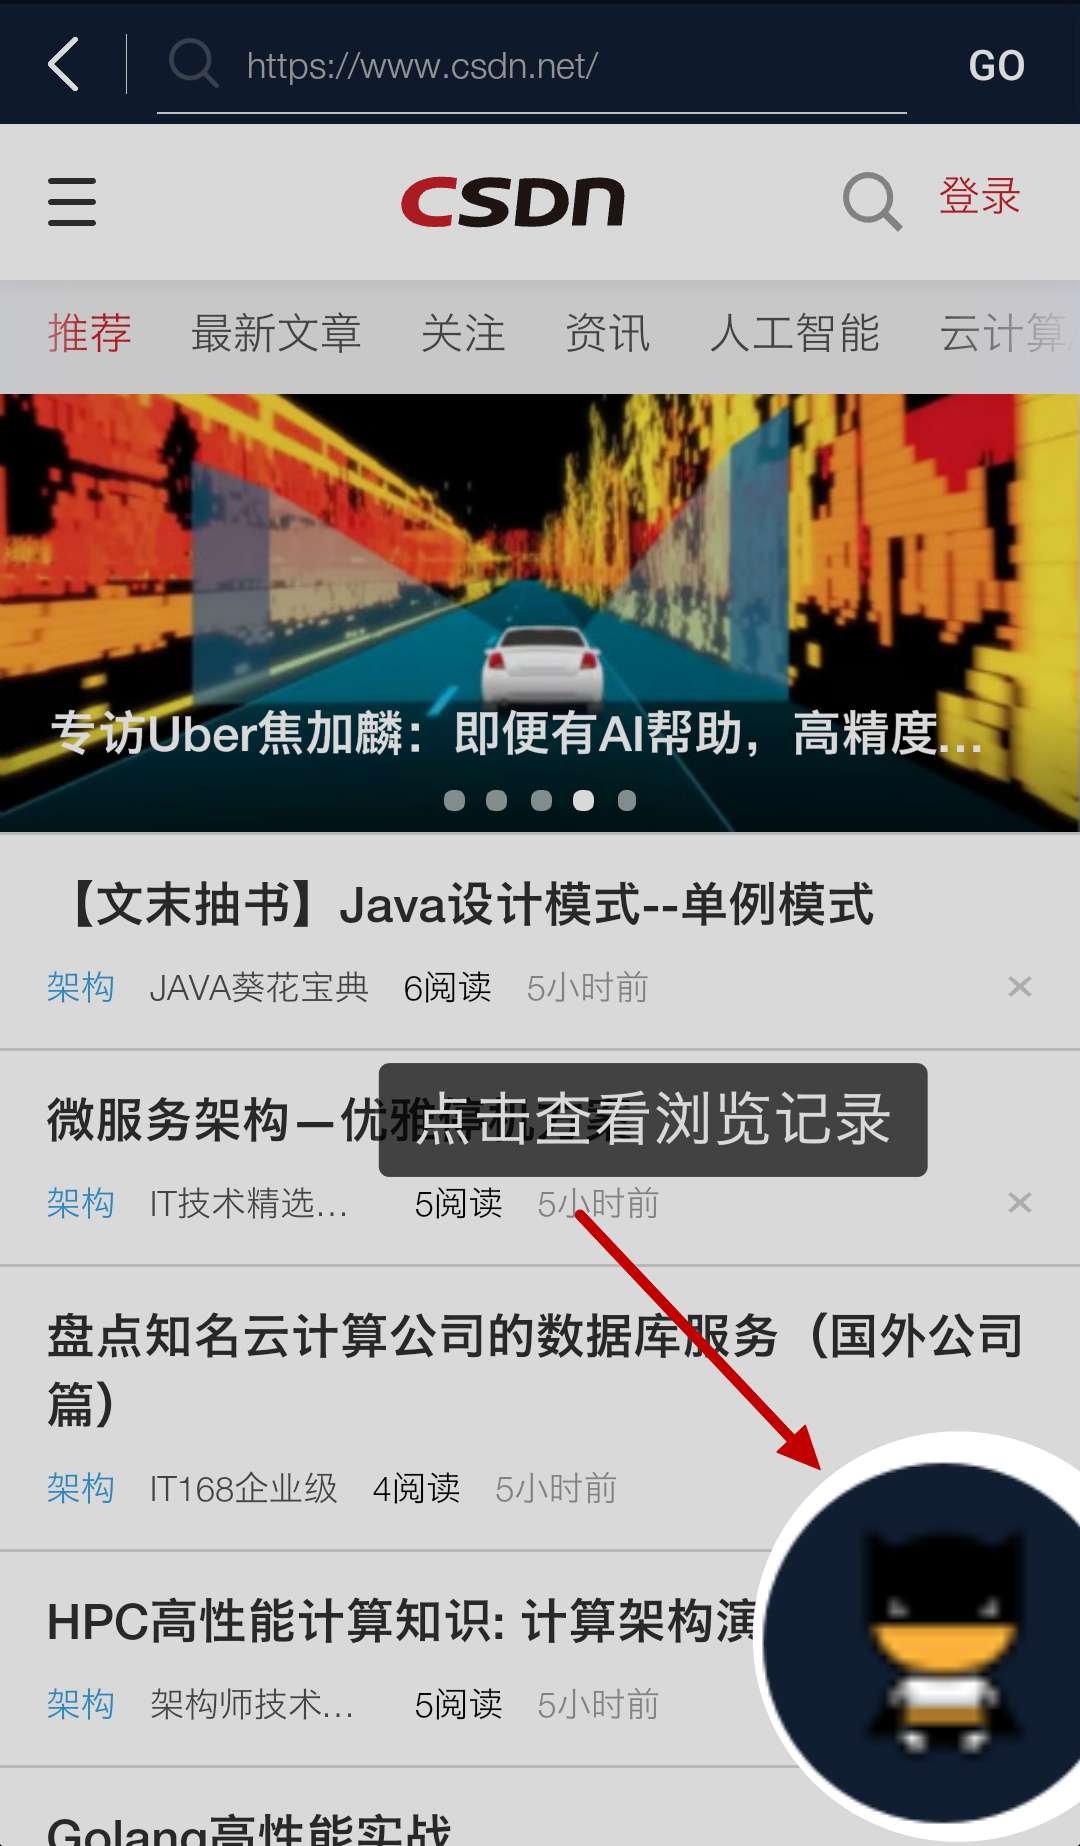 https://www.csdn.net/
GO
CSDN
登录
推荐 最新文章 关注 资讯 人工智能 云计算
专访Uber焦加麟：即便有AI帮助，高精度...
【文末抽书】Java设计模式--单例模式
架构 JAVA葵花宝典 6阅读 5小时前 ×
微服务架构—优雅停机方案
点击查看浏览记录
架构 IT技术精选... 5阅读 5小时前 ×
盘点知名云计算公司的数据库服务（国外公司
篇）
架构 IT168企业级 4阅读 5小时前
HPC高性能计算知识: 计算架构演
架构 架构师技术... 5阅读 5小时前
Golang高性能实战